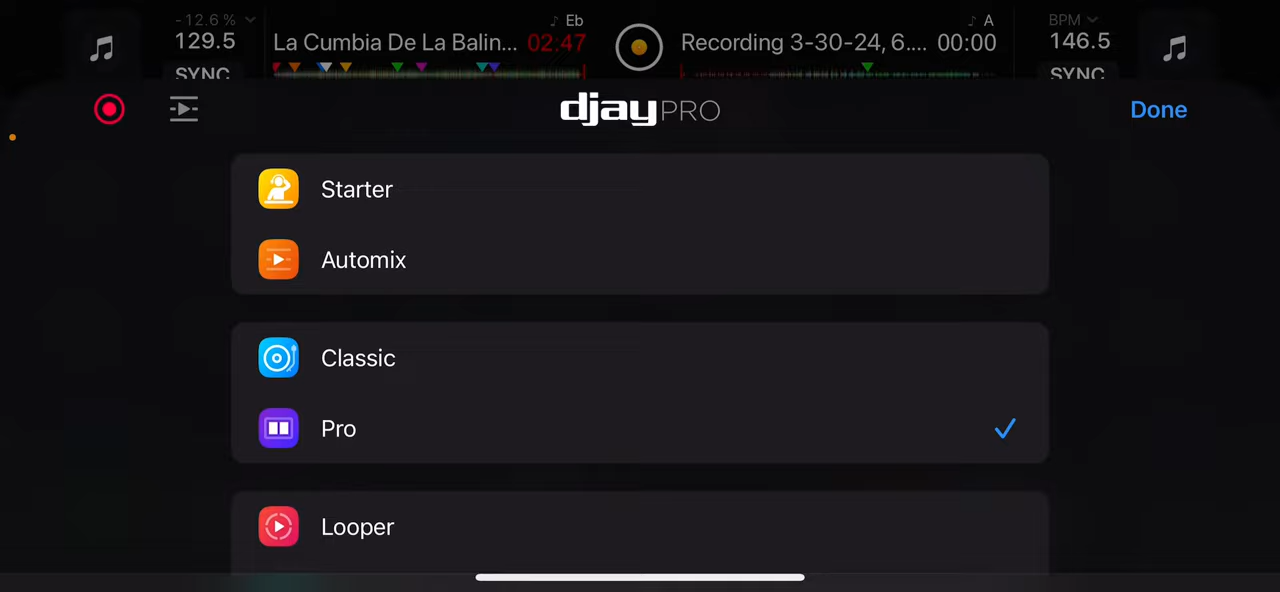 -12.6%
129.5
SYNC
♪ Eb
La Cumbia De La Balin... 02:47
♪ A
Recording 3-30-24, 6.... 00:00
BPM
146.5
SYNC
djay PRO
Done
Starter
Automix
Classic
Pro
Looper